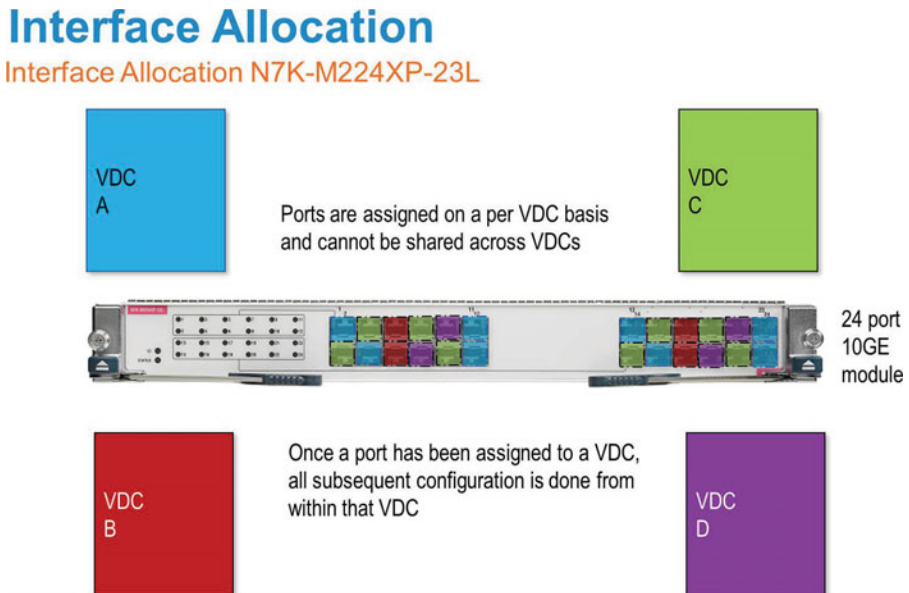 Interface Allocation
Interface Allocation N7K-M224XP-23L
VDC
A
Ports are assigned on a per VDC basis
and cannot be shared across VDCs
VDC
C
24 port
10GE
module
VDC
B
Once a port has been assigned to a VDC,
all subsequent configuration is done from
within that VDC
VDC
D